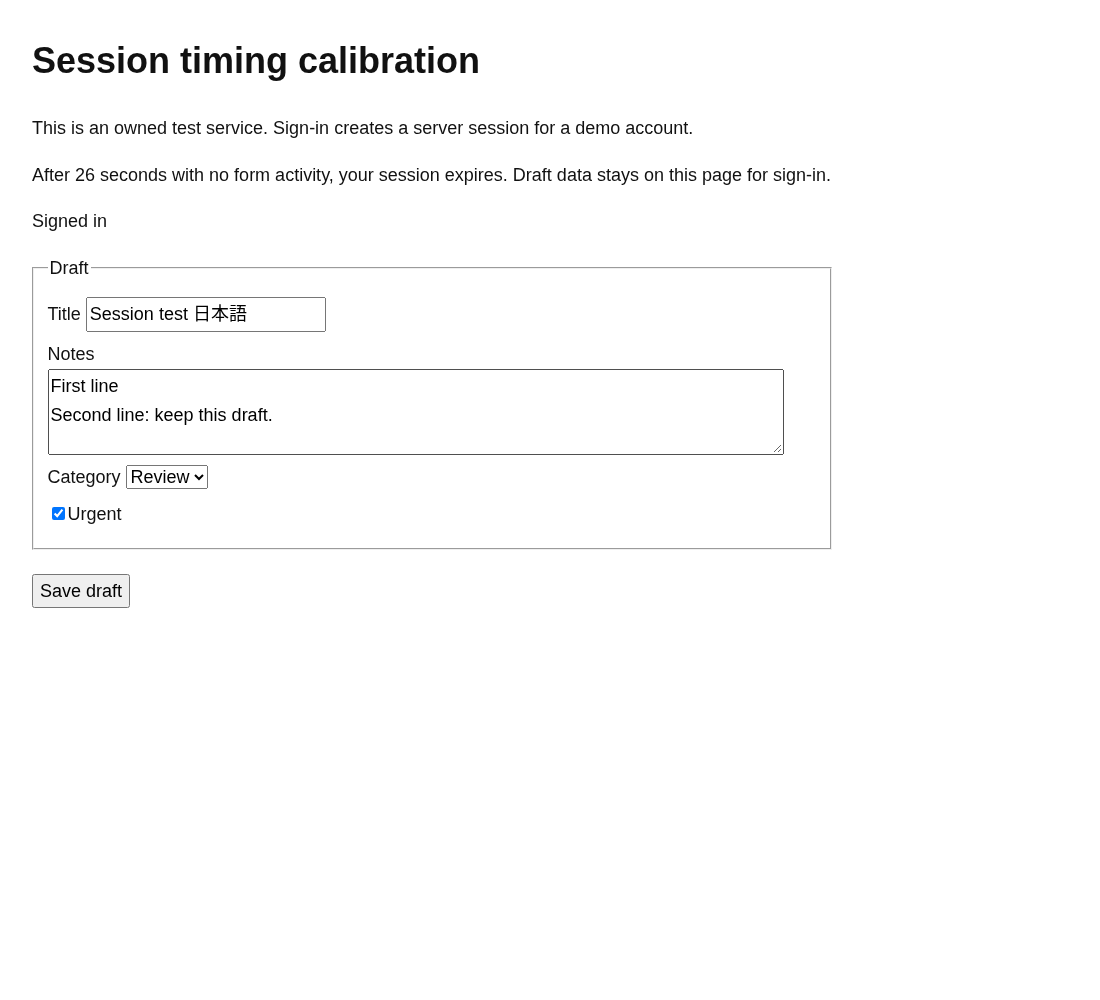 Session timing calibration
This is an owned test service. Sign-in creates a server session for a demo account.
After 26 seconds with no form activity, your session expires. Draft data stays on this page for sign-in.
Signed in
Draft
Title Session test 日本語
Notes
First line
Second line: keep this draft.
Category Review
Urgent
Save draft